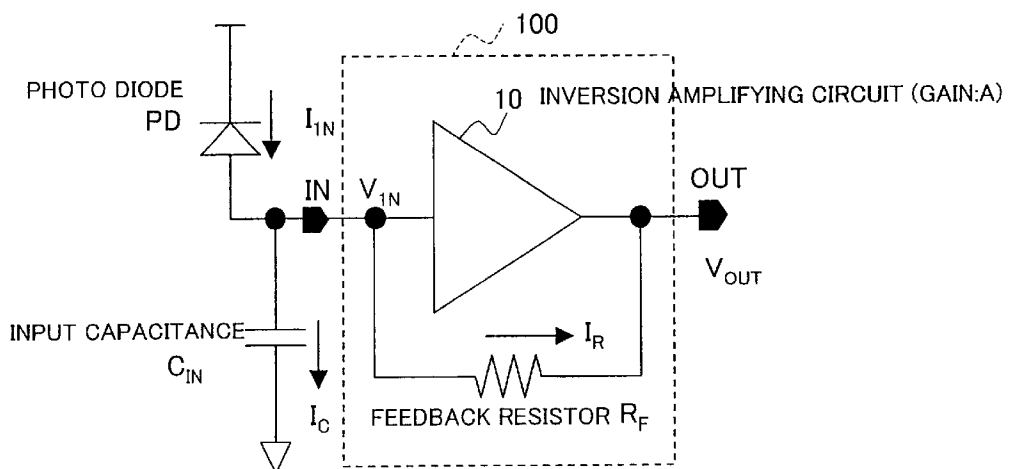 100
PHOTO DIODE
PD
I1N
10
INVERSION AMPLIFYING CIRCUIT (GAIN:A)
IN
V1N
OUT
VOUT
INPUT CAPACITANCE
CIN
IC
IR
FEEDBACK RESISTOR RF